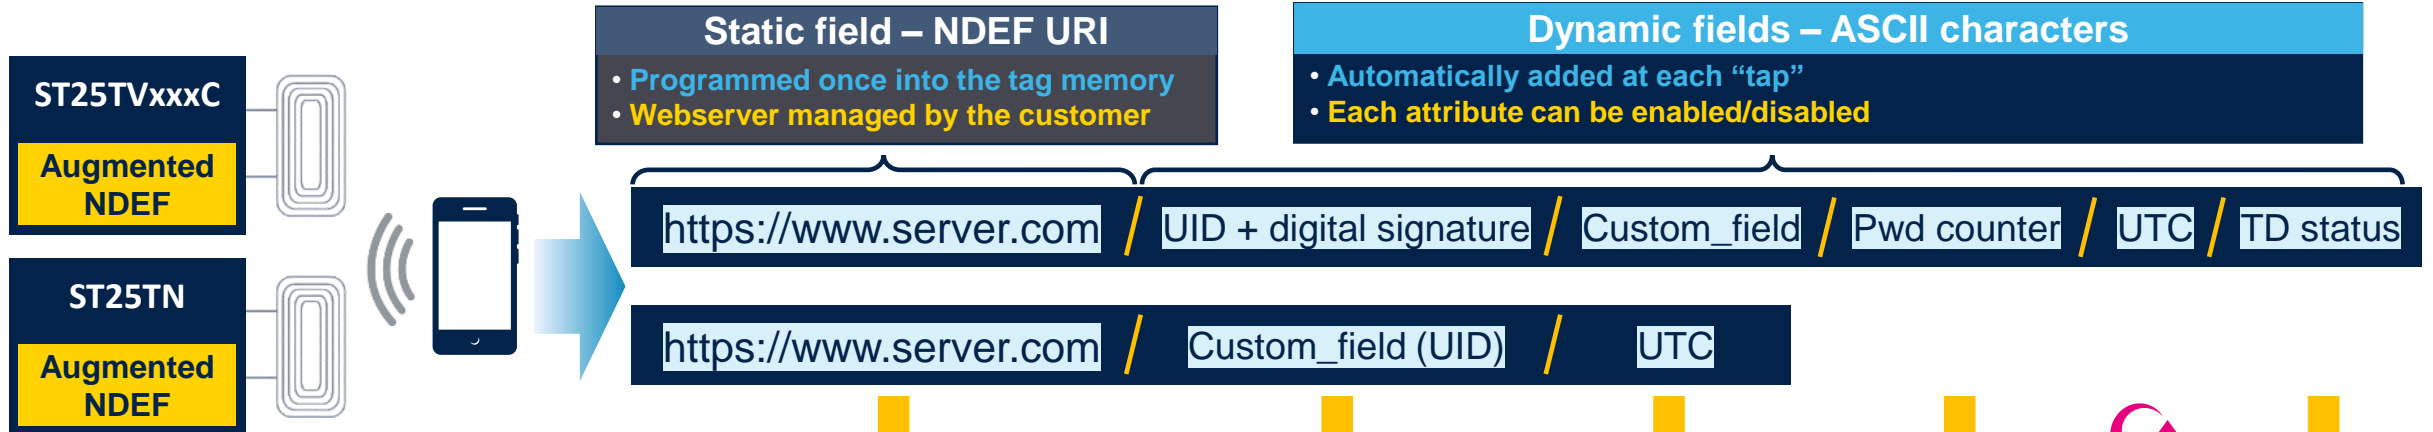 Static field – NDEF URI
• Programmed once into the tag memory
• Webserver managed by the customer
Dynamic fields – ASCII characters
• Automatically added at each “tap”
• Each attribute can be enabled/disabled
ST25TVxxxC
Augmented
NDEF
https://www.server.com / UID + digital signature / Custom_field / Pwd counter / UTC / TD status
ST25TN
Augmented
NDEF
https://www.server.com / Custom_field (UID) / UTC